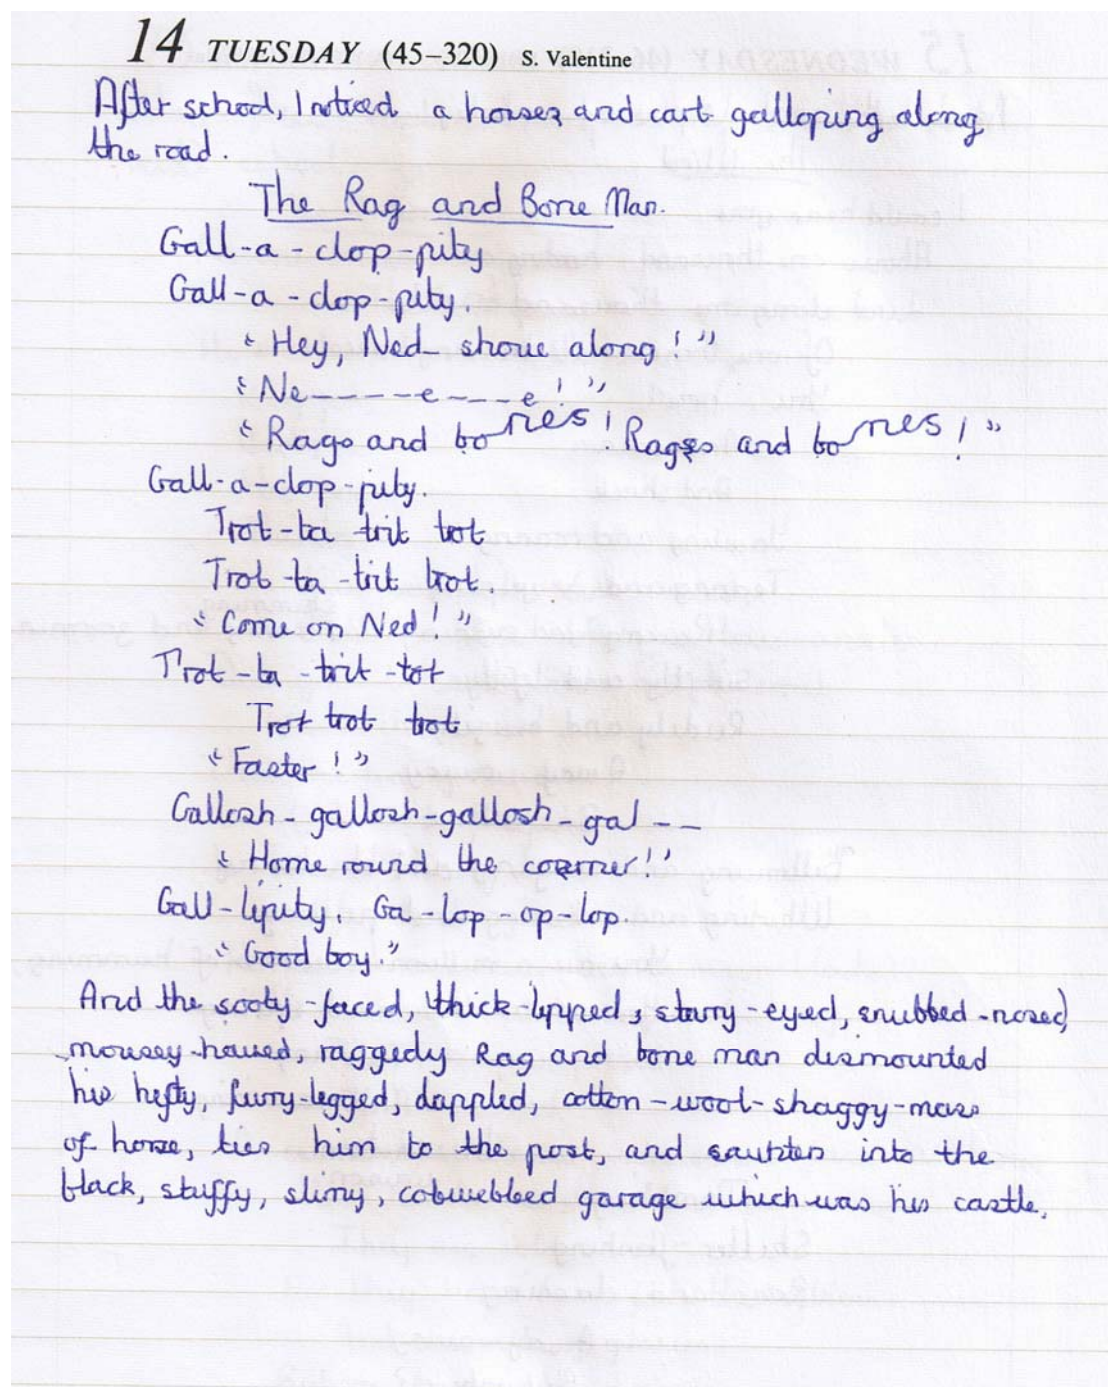 14 TUESDAY (45–320) S. Valentine
After school, I noticed a horses and cart galloping along
the road.
The Rag and Bone Man.
Gall-a-clop-pity
Gall-a-clop-pity.
"Hey, Ned_ shove along!"
"Ne-----e----e!"
"Rags and bones! Rags and bones!"
Gall-a-clop-pity.
Trot-ta trit trot
Trot-ta-trit trot.
"Come on Ned!"
Trot-ta-trit-tot
Trot trot trot
"Faster!"
Gallosh-gallosh-gallosh-gal--
"Home round the corner!"
Gall-lipity. Ga-lop-op-lop.
"Good boy."
And the sooty-faced, thick-lipped, starry-eyed, snubbed-nosed,
mousey-haired, raggedy Rag and bone man dismounted
his hefty, furry-legged, dappled, cotton-wool-shaggy-mass
of horse, ties him to the post, and saunters into the
black, stuffy, slimy, cobwebbed garage which was his castle.